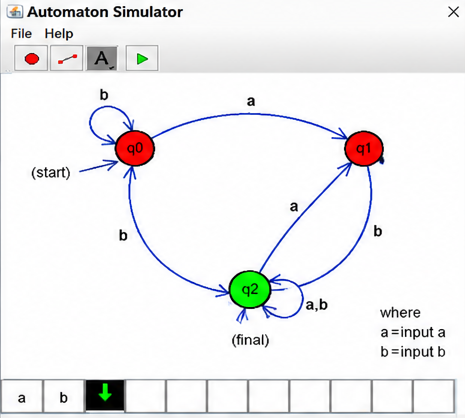 Automaton Simulator
File Help
A
b
a
q0
q1
(start)
a
b
b
q2
a,b
(final)
where
a=input a
b=input b
a b